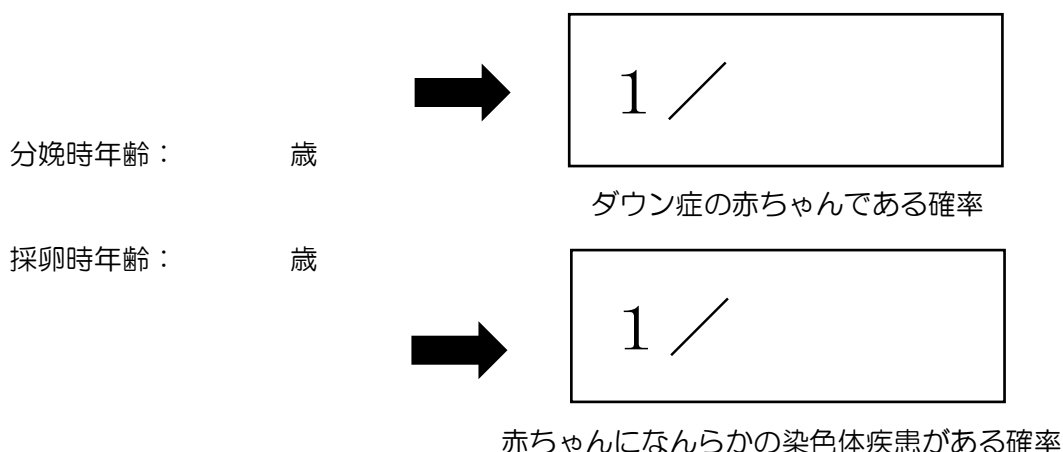 1／
分娩時年齢：　　　　歳
ダウン症の赤ちゃんである確率
採卵時年齢：　　　　歳
1／
赤ちゃんになんらかの染色体疾患がある確率